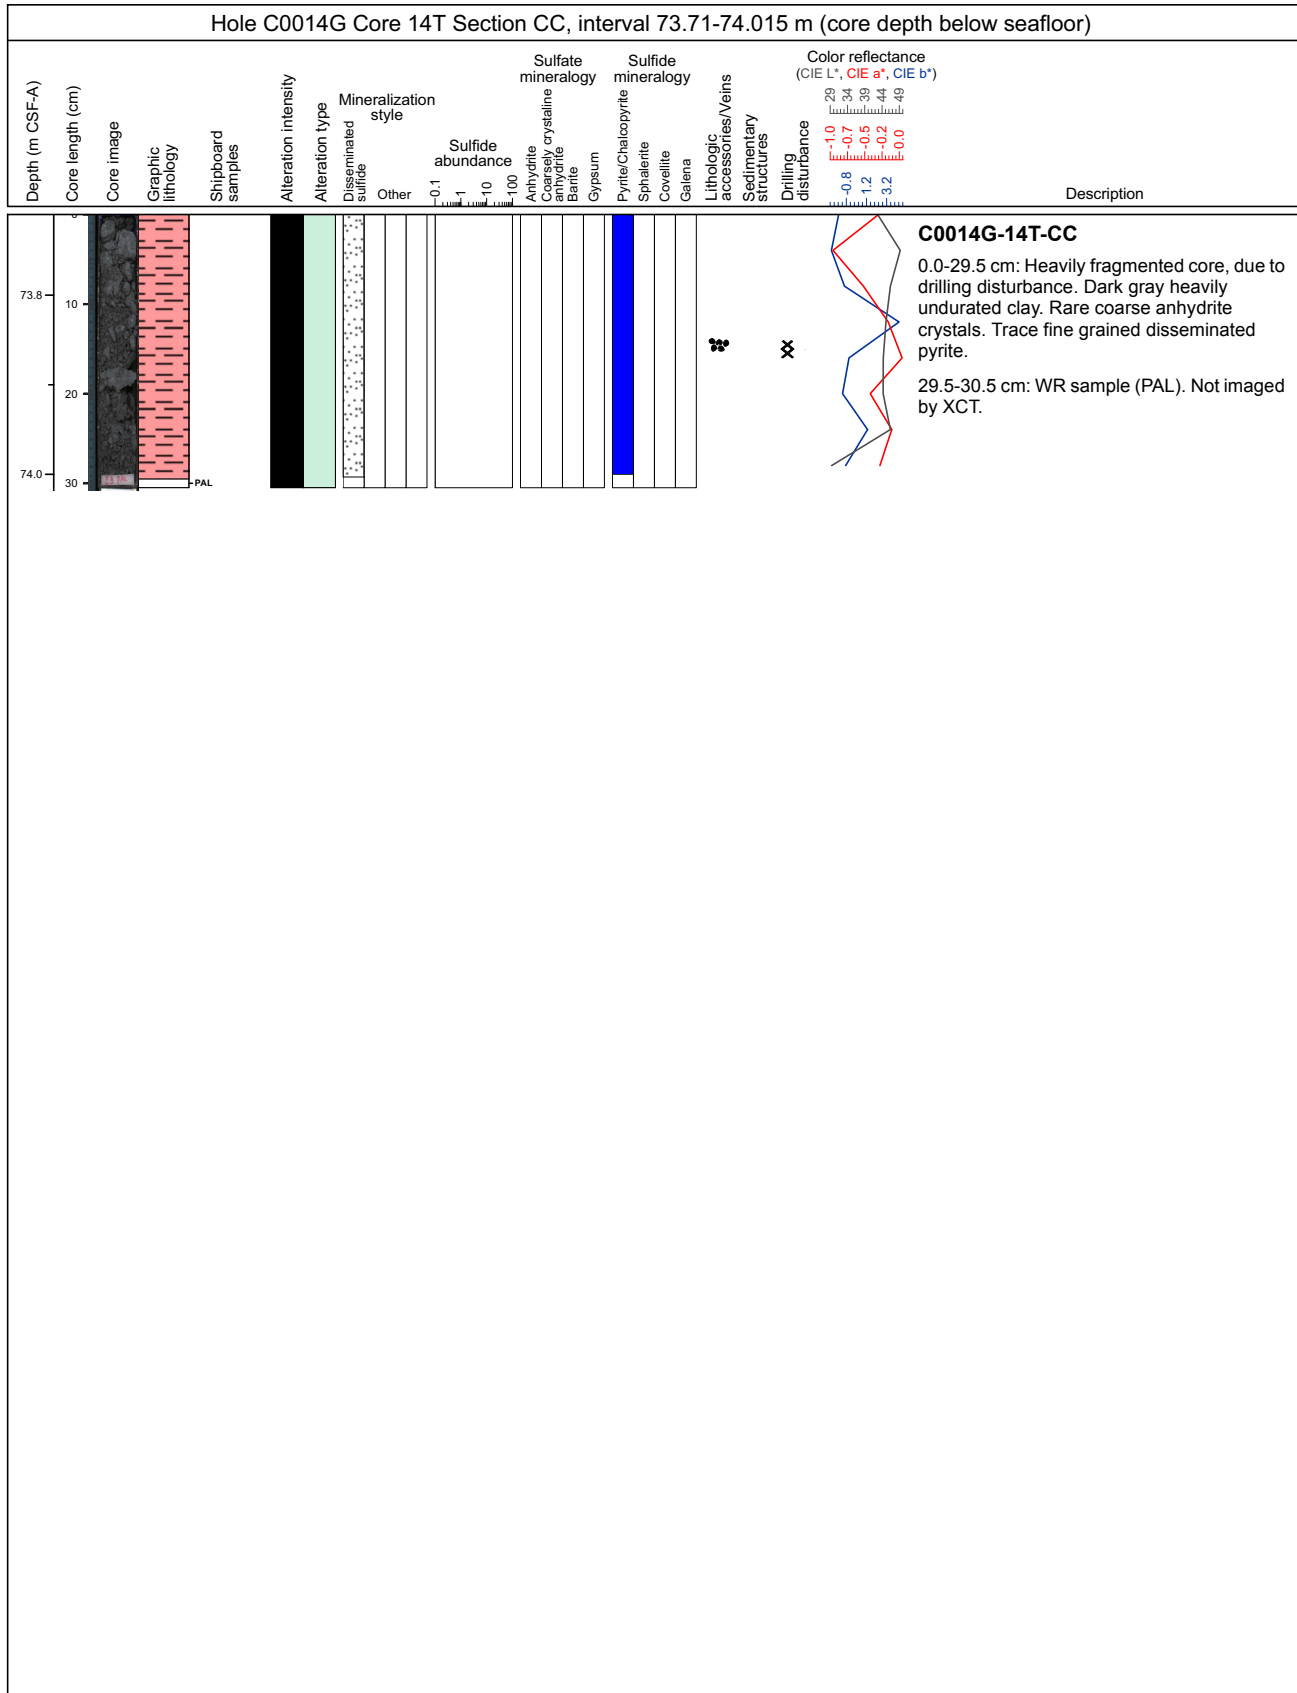 Hole C0014G Core 14T Section CC, interval 73.71-74.015 m (core depth below seafloor)
Depth (m CSF-A)
Core length (cm)
Core image
Graphic
lithology
Shipboard
samples
Alteration intensity
Alteration type
Mineralization
style
Disseminated
sulfide
Other
Sulfide
abundance
0.1
1
10
100
Sulfate
mineralogy
Anhydrite
Coarsely crystaline
anhydrite
Barite
Gypsum
Sulfide
mineralogy
Pyrite/Chalcopyrite
Sphalerite
Covellite
Galena
Lithologic
accessories/Veins
Sedimentary
structures
Drilling
disturbance
Color reflectance
(CIE L*, CIE a*, CIE b*)
29
34
39
44
49
-1.0
-0.7
-0.5
-0.2
0.0
-0.8
1.2
3.2
Description
73.8
74.0
0
10
20
30
PAL
C0014G-14T-CC
0.0-29.5 cm: Heavily fragmented core, due to
drilling disturbance. Dark gray heavily
undurated clay. Rare coarse anhydrite
crystals. Trace fine grained disseminated
pyrite.
29.5-30.5 cm: WR sample (PAL). Not imaged
by XCT.